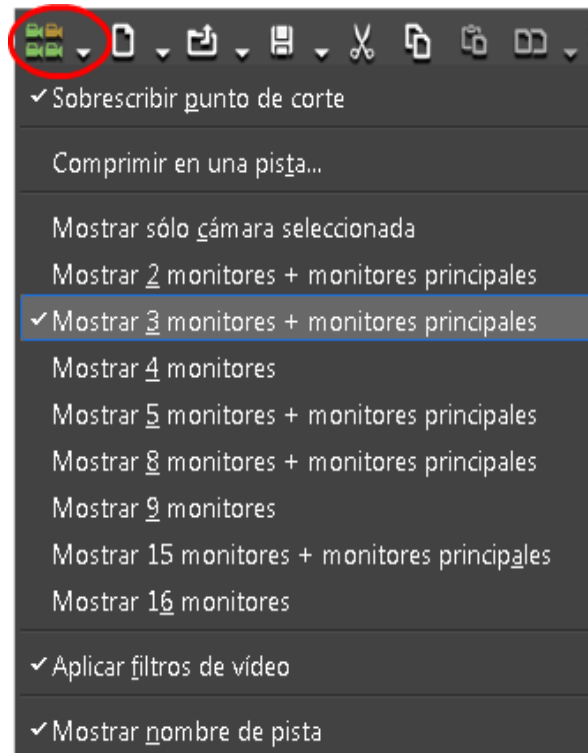 Sobrescribir punto de corte
Comprimir en una pista...
Mostrar sólo cámara seleccionada
Mostrar 2 monitores + monitores principales
Mostrar 3 monitores + monitores principales
Mostrar 4 monitores
Mostrar 5 monitores + monitores principales
Mostrar 8 monitores + monitores principales
Mostrar 9 monitores
Mostrar 15 monitores + monitores principales
Mostrar 16 monitores
Aplicar filtros de vídeo
Mostrar nombre de pista